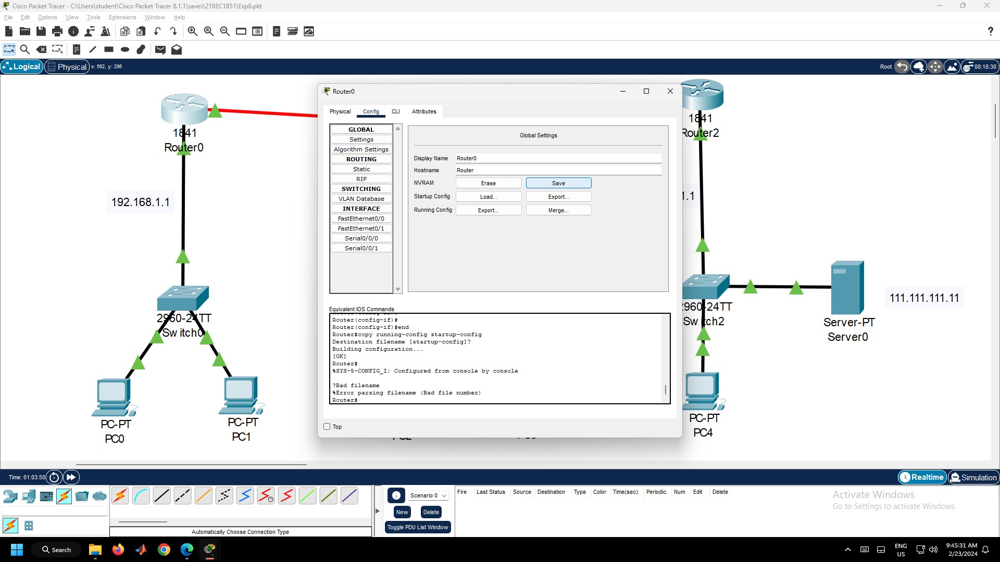 Cisco Packet Tracer - C:\Users\student\Cisco Packet Tracer 8.1.1\saves\21BEC1851\Exp6.pkt
File Edit Options View Tools Extensions Window Help
Logical Physical x: 562, y: 296 Root 08:18:30
Router0
Physical Config CLI Attributes
GLOBAL
Settings
Algorithm Settings
ROUTING
Static
RIP
SWITCHING
VLAN Database
INTERFACE
FastEthernet0/0
FastEthernet0/1
Serial0/0/0
Serial0/0/1
Global Settings
Display Name Router0
Hostname Router
NVRAM Erase Save
Startup Config Load... Export...
Running Config Export... Merge...
Equivalent IOS Commands
Router(config-if)#
Router(config-if)#end
Router#copy running-config startup-config
Destination filename [startup-config]?
Building configuration...
[OK]
Router#
%SYS-5-CONFIG_I: Configured from console by console
?Bad filename
%Error parsing filename (Bad file number)
Router#
Top
1841
Router0
192.168.1.1
2960-24TT
Switch0
PC-PT
PC0
PC-PT
PC1
1841
Router2
1.1
2960-24TT
Switch2
Server-PT
Server0
111.111.111.11
PC-PT
PC4
Time: 01:03:50 Realtime Simulation
Automatically Choose Connection Type
Scenario 0
New Delete
Toggle PDU List Window
Fire Last Status Source Destination Type Color Time(sec) Periodic Num Edit Delete
Activate Windows
Go to Settings to activate Windows.
Search
ENG
US
9:45:31 AM
2/23/2024